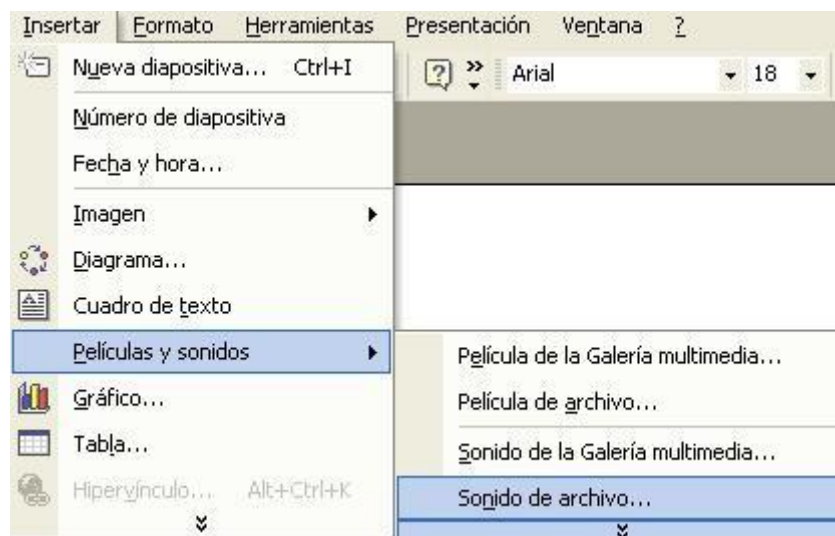 Insertar Formato Herramientas Presentación Ventana ?
Nueva diapositiva... Ctrl+I
Arial 18
Número de diapositiva
Fecha y hora...
Imagen
Diagrama...
Cuadro de texto
Películas y sonidos
Gráfico...
Tabla...
Hipervínculo... Alt+Ctrl+K
Película de la Galería multimedia...
Película de archivo...
Sonido de la Galería multimedia...
Sonido de archivo...